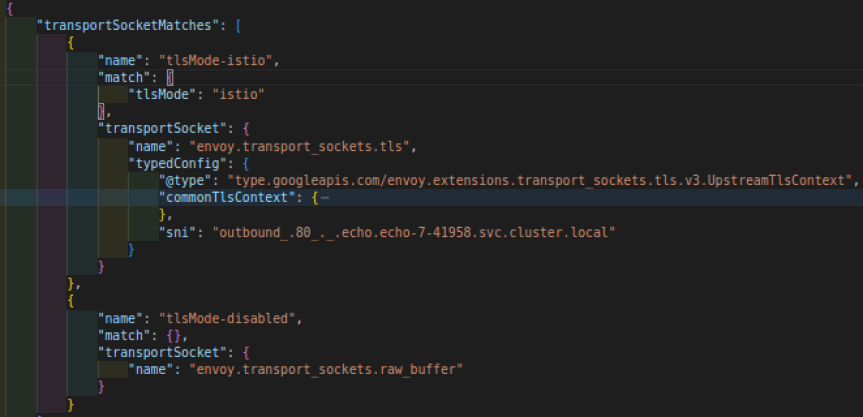 {
"transportSocketMatches": [
{
"name": "tlsMode-istio",
"match": {
"tlsMode": "istio"
},
"transportSocket": {
"name": "envoy.transport_sockets.tls",
"typedConfig": {
"@type": "type.googleapis.com/envoy.extensions.transport_sockets.tls.v3.UpstreamTlsContext",
"commonTlsContext": {⋯
},
"sni": "outbound_.80_._.echo.echo-7-41958.svc.cluster.local"
}
}
},
{
"name": "tlsMode-disabled",
"match": {},
"transportSocket": {
"name": "envoy.transport_sockets.raw_buffer"
}
}